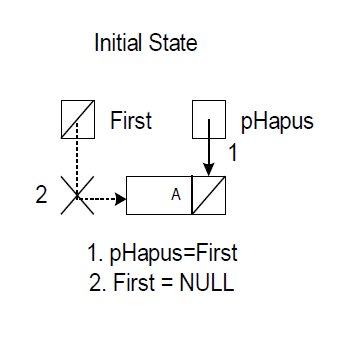 Initial State
First
pHapus
1
2
A
1. pHapus=First
2. First = NULL